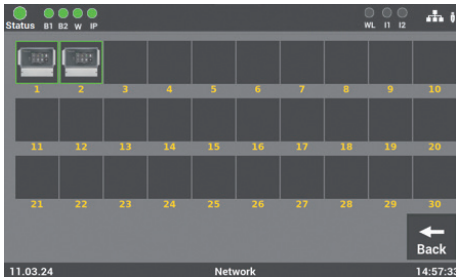 Status B1 B2 W IP WL I1 I2
1 2 3 4 5 6 7 8 9 10
11 12 13 14 15 16 17 18 19 20
21 22 23 24 25 26 27 28 29 30
Back
11.03.24 Network 14:57:33